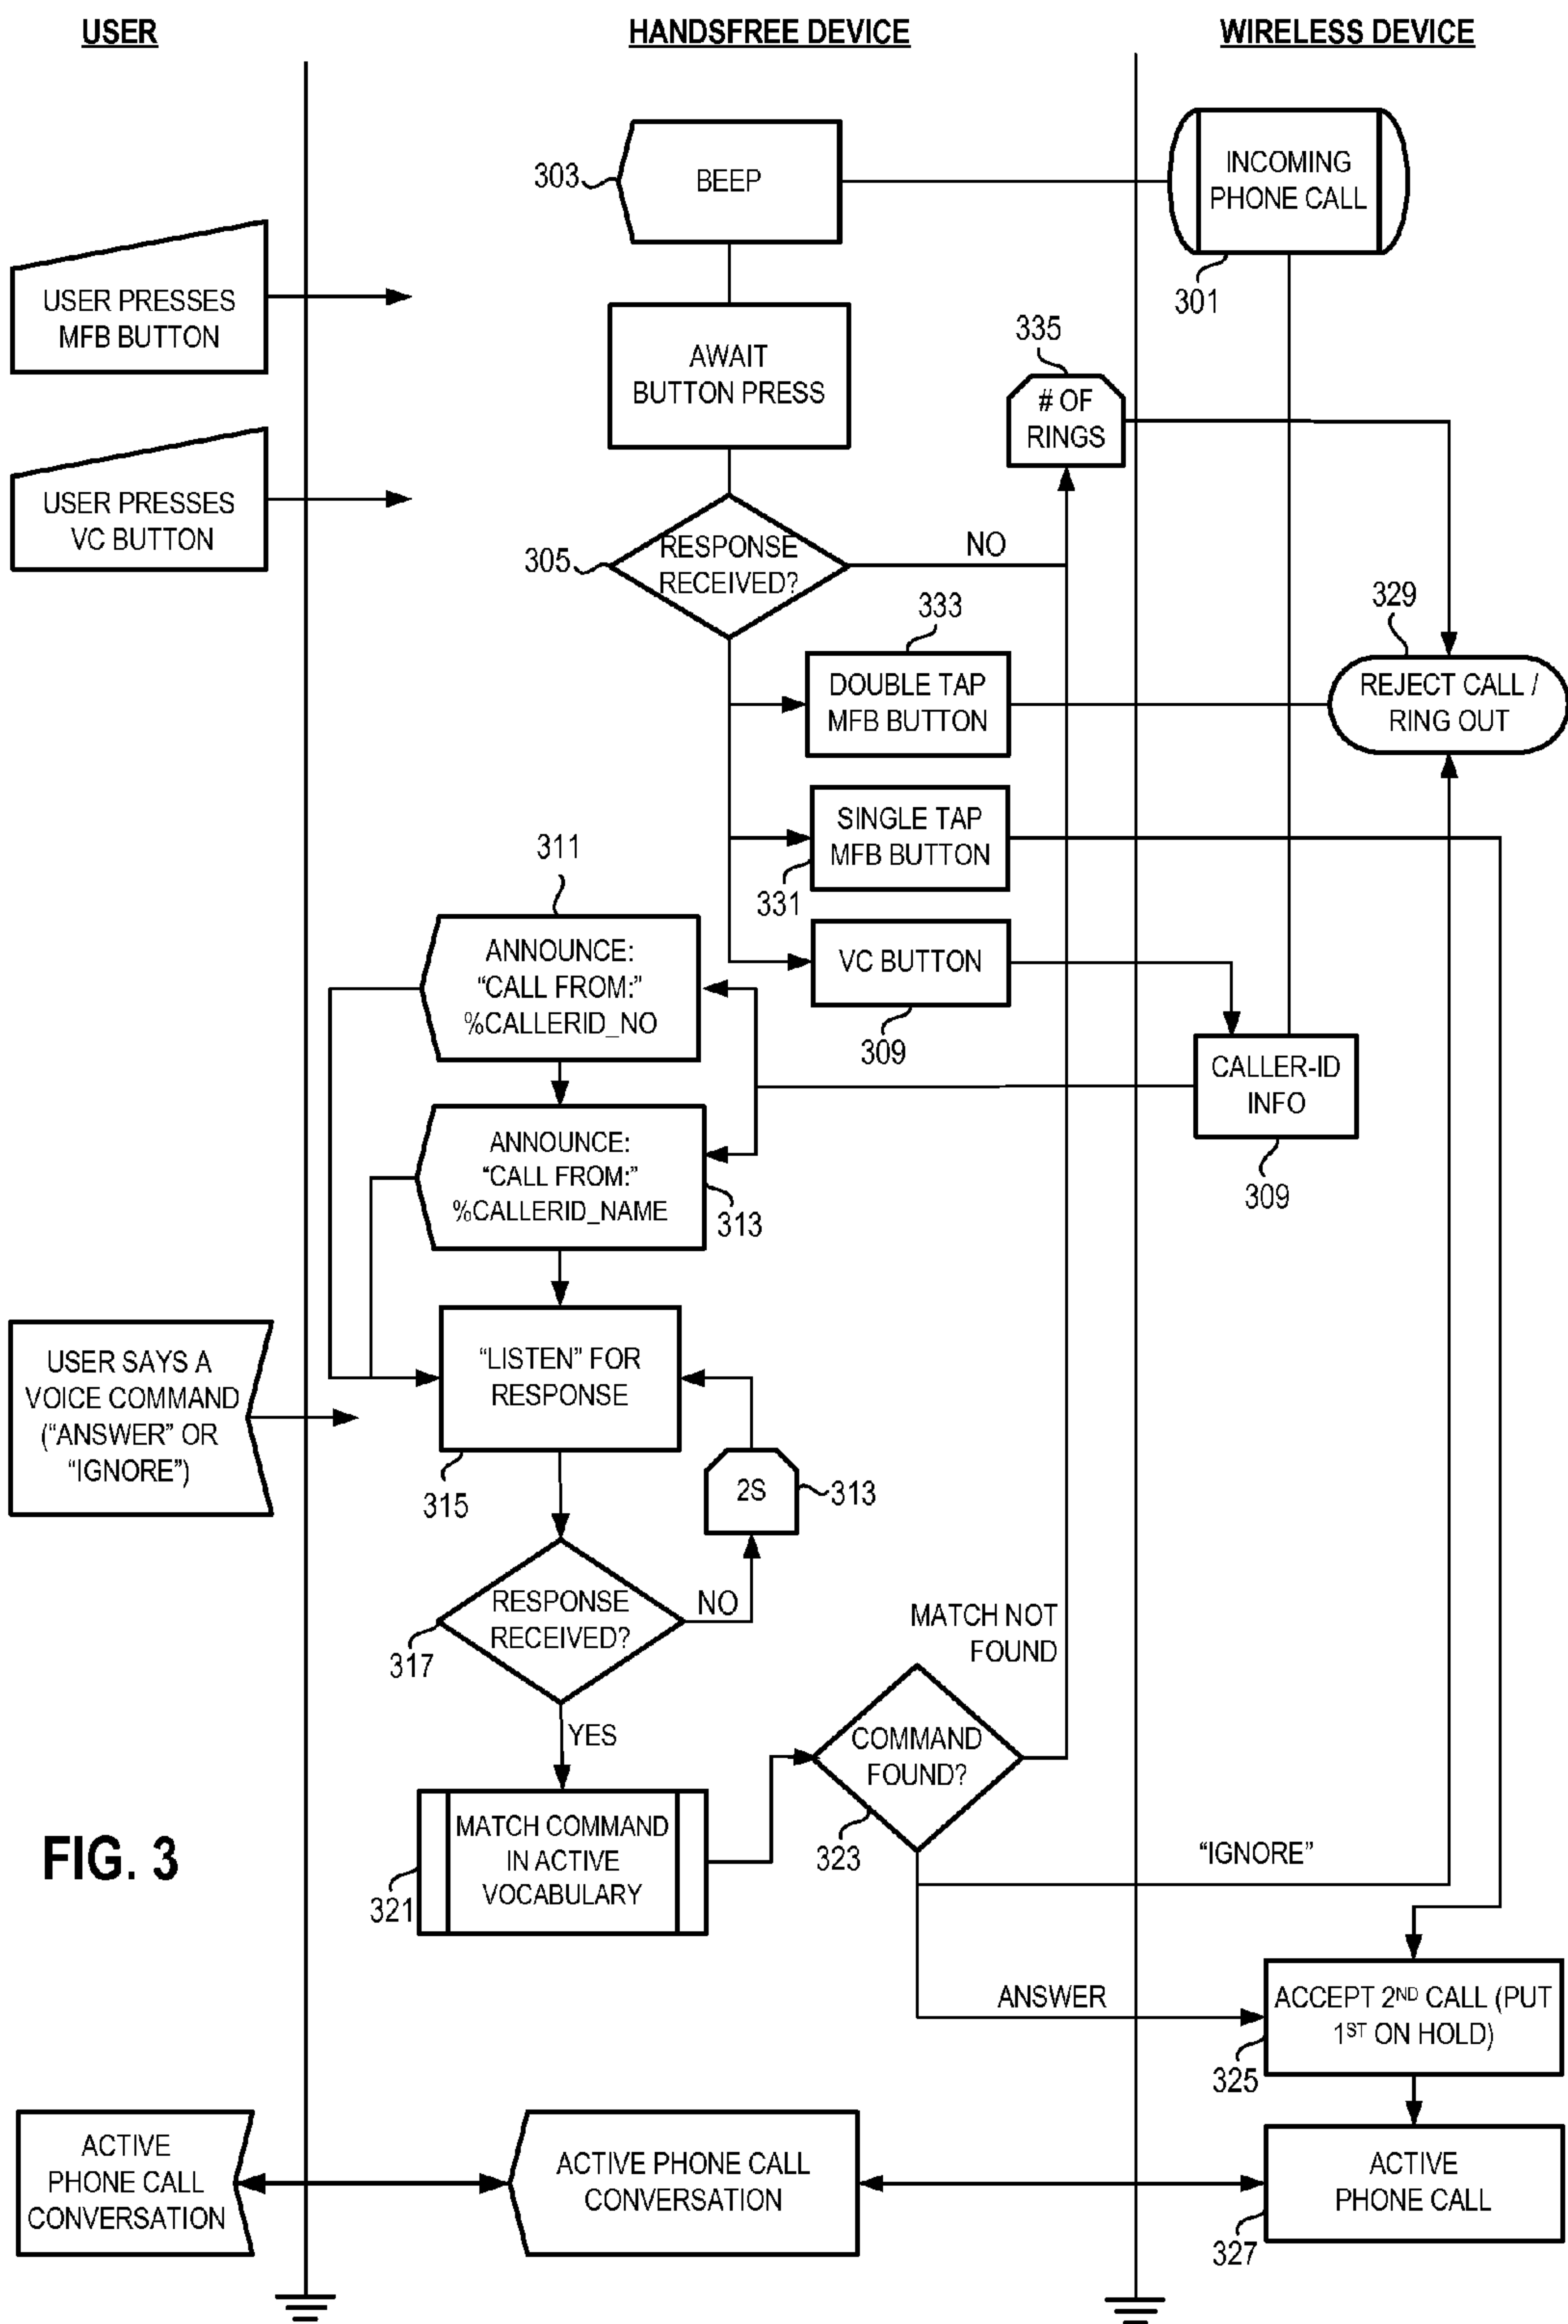 USER
HANDSFREE DEVICE
WIRELESS DEVICE
303
BEEP
INCOMING
PHONE CALL
301
USER PRESSES
MFB BUTTON
AWAIT
BUTTON PRESS
335
# OF
RINGS
USER PRESSES
VC BUTTON
305
RESPONSE
RECEIVED?
NO
333
DOUBLE TAP
MFB BUTTON
329
REJECT CALL /
RING OUT
SINGLE TAP
MFB BUTTON
331
311
ANNOUNCE:
“CALL FROM:”
%CALLERID_NO
VC BUTTON
309
CALLER-ID
INFO
309
ANNOUNCE:
“CALL FROM:”
%CALLERID_NAME
313
USER SAYS A
VOICE COMMAND
(“ANSWER” OR
“IGNORE”)
“LISTEN” FOR
RESPONSE
315
2S
313
RESPONSE
RECEIVED?
NO
317
YES
MATCH NOT
FOUND
COMMAND
FOUND?
323
FIG. 3
MATCH COMMAND
IN ACTIVE
VOCABULARY
321
“IGNORE”
ANSWER
ACCEPT 2ND CALL (PUT
1ST ON HOLD)
325
ACTIVE
PHONE CALL
CONVERSATION
ACTIVE PHONE CALL
CONVERSATION
ACTIVE
PHONE CALL
327